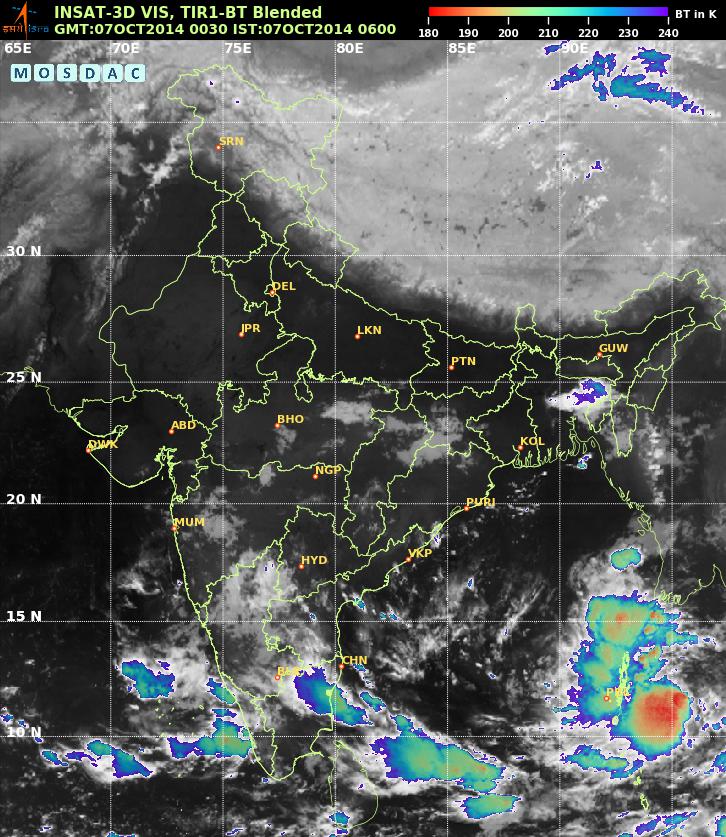 INSAT-3D VIS, TIR1-BT Blended
GMT:07OCT2014 0030 IST:07OCT2014 0600
BT in K
180 190 200 210 220 230 240
65E 70E 75E 80E 85E 90E
MOSDAC
SRN
30 N
DEL
JPR
LKN
GUW
PTN
25 N
ABD
BHO
DWK
KOL
NGP
20 N
PURI
MUM
VKP
HYD
15 N
CHN
10 N